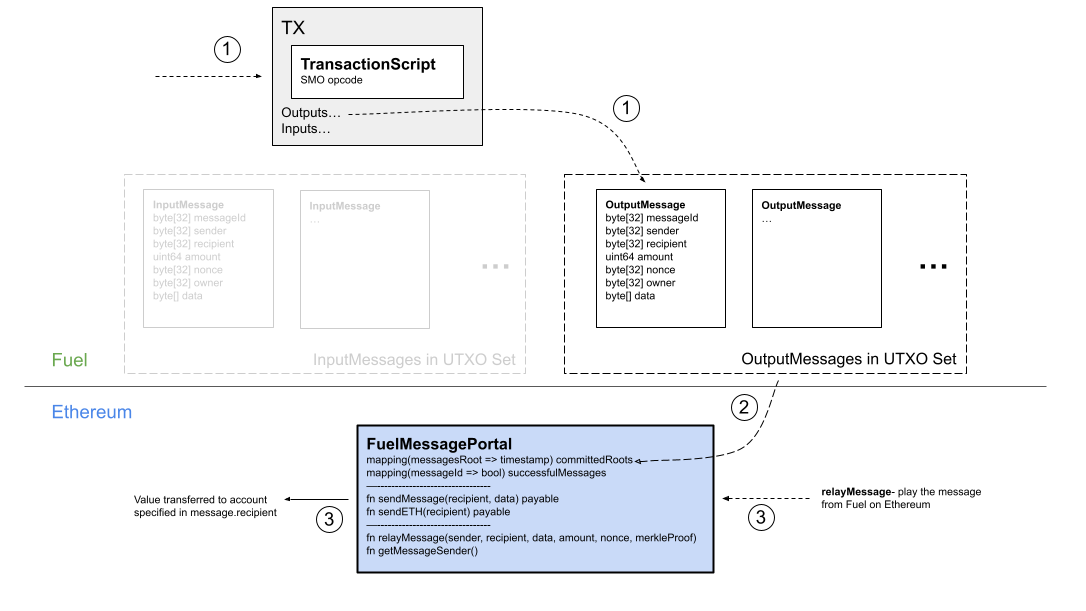 TX
1
TransactionScript
SMO opcode
Outputs…
Inputs…
1
InputMessage
byte[32] messageId
byte[32] sender
byte[32] recipient
uint64 amount
byte[32] nonce
byte[32] owner
byte[] data
InputMessage
…
...
InputMessages in UTXO Set
OutputMessage
byte[32] messageId
byte[32] sender
byte[32] recipient
uint64 amount
byte[32] nonce
byte[32] owner
byte[] data
OutputMessage
…
...
OutputMessages in UTXO Set
Fuel
Ethereum
2
FuelMessagePortal
mapping(messagesRoot => timestamp) committedRoots
mapping(messageId => bool) successfulMessages
-----------------------------------
fn sendMessage(recipient, data) payable
fn sendETH(recipient) payable
-----------------------------------
fn relayMessage(sender, recipient, data, amount, nonce, merkleProof)
fn getMessageSender()
Value transferred to account
specified in message.recipient
3
relayMessage- play the message
from Fuel on Ethereum
3